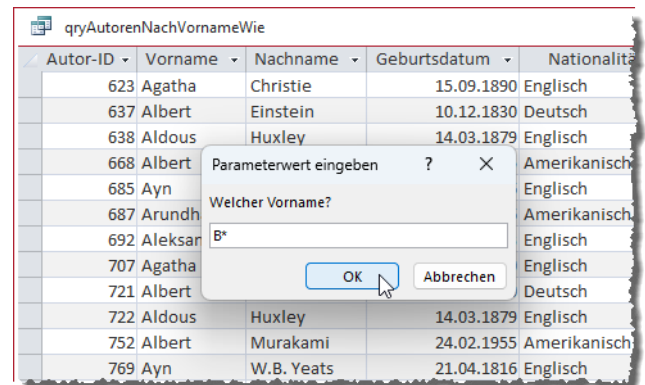 qryAutorenNachVornameWie
Autor-ID Vorname Nachname Geburtsdatum Nationalitä
623 Agatha Christie 15.09.1890 Englisch
637 Albert Einstein 10.12.1830 Deutsch
638 Aldous Huxley 14.03.1879 Englisch
668 Albert Amerikanisch
685 Ayn Englisch
687 Arundh Amerikanisch
692 Aleksan Englisch
707 Agatha Englisch
721 Albert Deutsch
722 Aldous Huxley 14.03.1879 Englisch
752 Albert Murakami 24.02.1955 Amerikanisch
769 Ayn W.B. Yeats 21.04.1816 Englisch
Parameterwert eingeben ? X
Welcher Vorname?
B*
OK Abbrechen